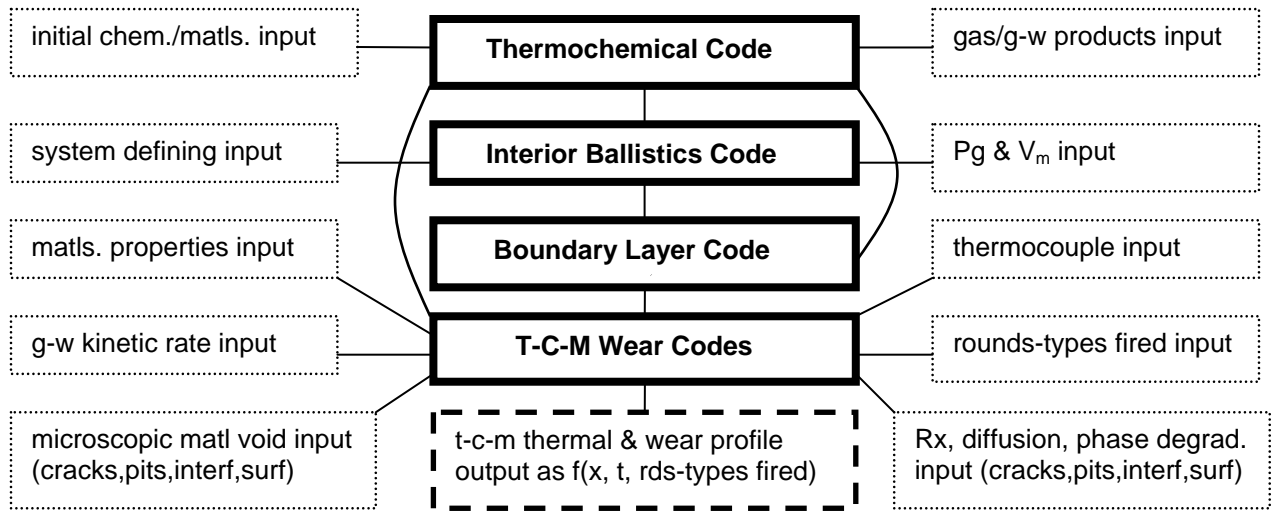 initial chem./matls. input
Thermochemical Code
gas/g-w products input
system defining input
Interior Ballistics Code
Pg & Vm input
matls. properties input
Boundary Layer Code
thermocouple input
g-w kinetic rate input
T-C-M Wear Codes
rounds-types fired input
microscopic matl void input
(cracks,pits,interf,surf)
t-c-m thermal & wear profile
output as f(x, t, rds-types fired)
Rx, diffusion, phase degrad.
input (cracks,pits,interf,surf)